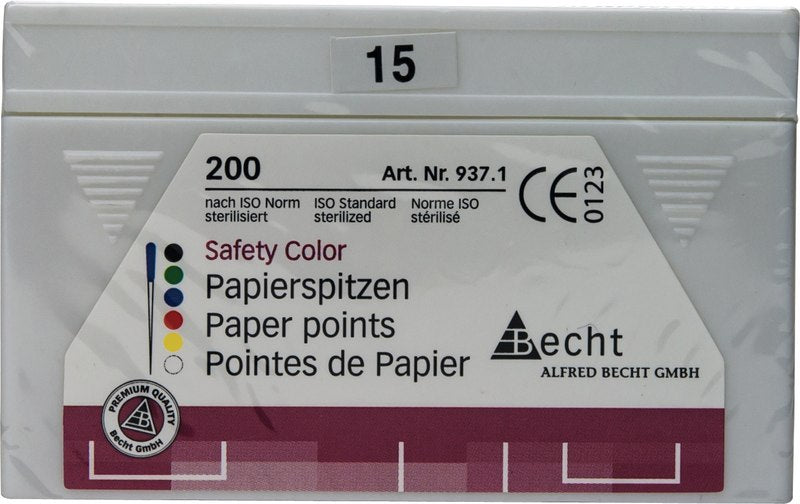 15
200 Art. Nr. 937.1
nach ISO Norm ISO Standard Norme ISO
sterilisiert sterilized stérilisé
CE 0123
Safety Color
Papierspitzen
Paper points
Pointes de Papier
Becht
ALFRED BECHT GMBH
PREMIUM QUALITY
B
Becht GmbH